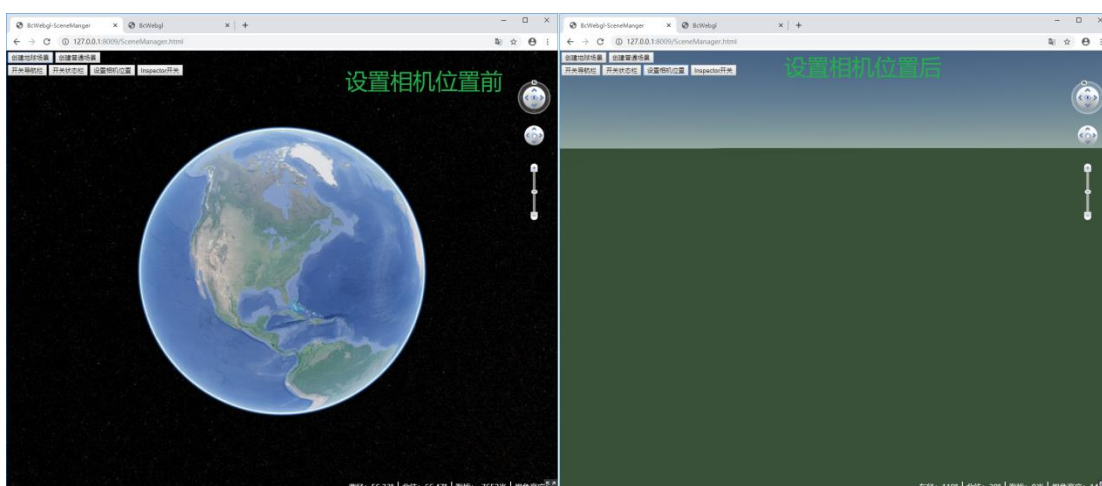 BcWebgl-SceneManger
BcWebgl
127.0.0.1:8009/SceneManager.html
创建地球场景 创建普通场景
开关导航栏 开关状态栏 设置相机位置 Inspector开关
设置相机位置前
BcWebgl-SceneManger
BcWebgl
127.0.0.1:8009/SceneManager.html
创建地球场景 创建普通场景
开关导航栏 开关状态栏 设置相机位置 Inspector开关
设置相机位置后